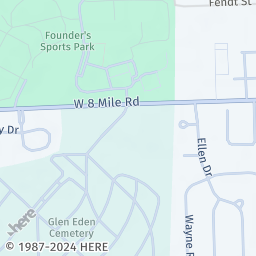 Fendt St
Founder's
Sports Park
W 8 Mile Rd
y Dr
Ellen Dr
Glen Eden
Cemetery
Wayne R
here
© 1987-2024 HERE